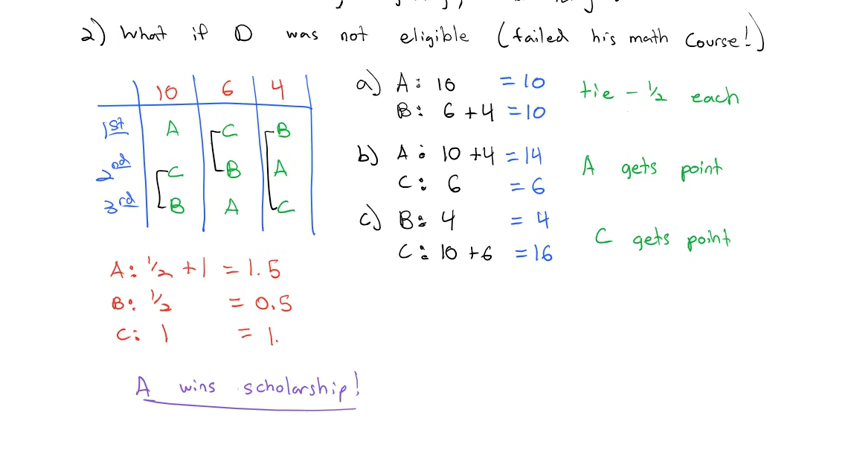 2) What if D was not eligible (failed his math course!)
10 6 4
1st A C B
2nd C B A
3rd B A C
a) A: 10 = 10
B: 6 + 4 = 10
tie - 1/2 each
b) A: 10 + 4 = 14
C: 6 = 6
A gets point
c) B: 4 = 4
C: 10 + 6 = 16
C gets point
A: 1/2 + 1 = 1.5
B: 1/2 = 0.5
C: 1 = 1.
A wins scholarship!